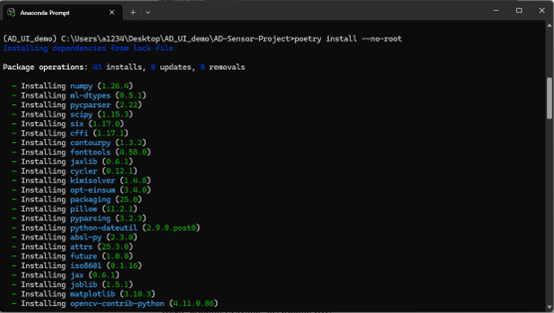 Anaconda Prompt
(AD_UI_demo) C:\Users\a1234\Desktop\AD_UI_demo\AD-Sensor-Project>poetry install --no-root
Installing dependencies from lock file
Package operations: 43 installs, 0 updates, 0 removals
- Installing numpy (1.26.4)
- Installing ml-dtypes (0.5.1)
- Installing pycparser (2.22)
- Installing scipy (1.15.3)
- Installing six (1.17.0)
- Installing cffi (1.17.1)
- Installing contourpy (1.3.2)
- Installing fonttools (4.58.0)
- Installing jaxlib (0.6.1)
- Installing cycler (0.12.1)
- Installing kiwisolver (1.4.8)
- Installing opt-einsum (3.4.0)
- Installing packaging (25.0)
- Installing pillow (11.2.1)
- Installing pyparsing (3.2.3)
- Installing python-dateutil (2.9.0.post0)
- Installing absl-py (2.3.0)
- Installing attrs (25.3.0)
- Installing future (1.0.0)
- Installing iso8601 (0.1.16)
- Installing jax (0.6.1)
- Installing joblib (1.5.1)
- Installing matplotlib (3.10.3)
- Installing opencv-contrib-python (4.11.0.86)